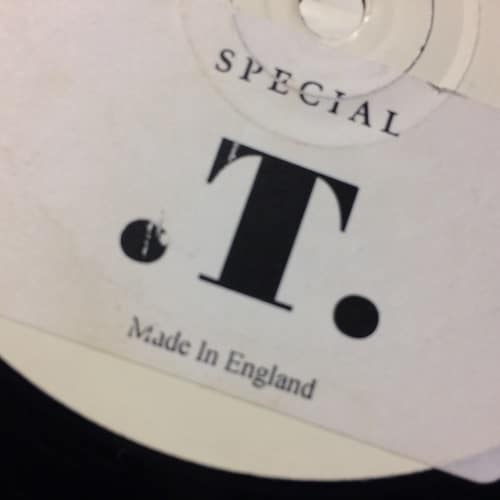 SPECIAL
.T.
Made In England